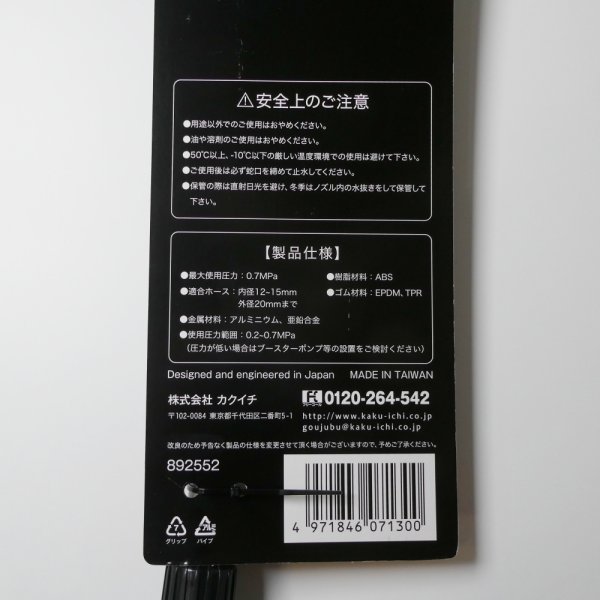 ⚠安全上のご注意
●用途以外でのご使用はおやめください。
●油や溶剤のご使用はおやめください。
●50℃以上、-10℃以下の厳しい温度環境での使用は避けて下さい。
●ご使用後は必ず蛇口を締めて止水してください。
●保管の際は直射日光を避け、冬季はノズル内の水抜きをして保管して
下さい。
【製品仕様】
●最大使用圧力：0.7MPa
●樹脂材料：ABS
●適合ホース：内径12~15mm
外径20mmまで
●ゴム材料：EPDM、TPR
●金属材料：アルミニウム、亜鉛合金
●使用圧力範囲：0.2~0.7MPa
(圧力が低い場合はブースターポンプ等の設置をご検討ください)
Designed and engineered in Japan MADE IN TAIWAN
株式会社 カクイチ
0120-264-542
〒102-0084 東京都千代田区二番町5-1
http://www.kaku-ichi.co.jp
goujubu@kaku-ichi.co.jp
改良のため予告なく製品の仕様を変更させて頂く場合がございますので、予めご了承ください。
892552
4 971846 071300
7
グリップ
アルミ
パイプ